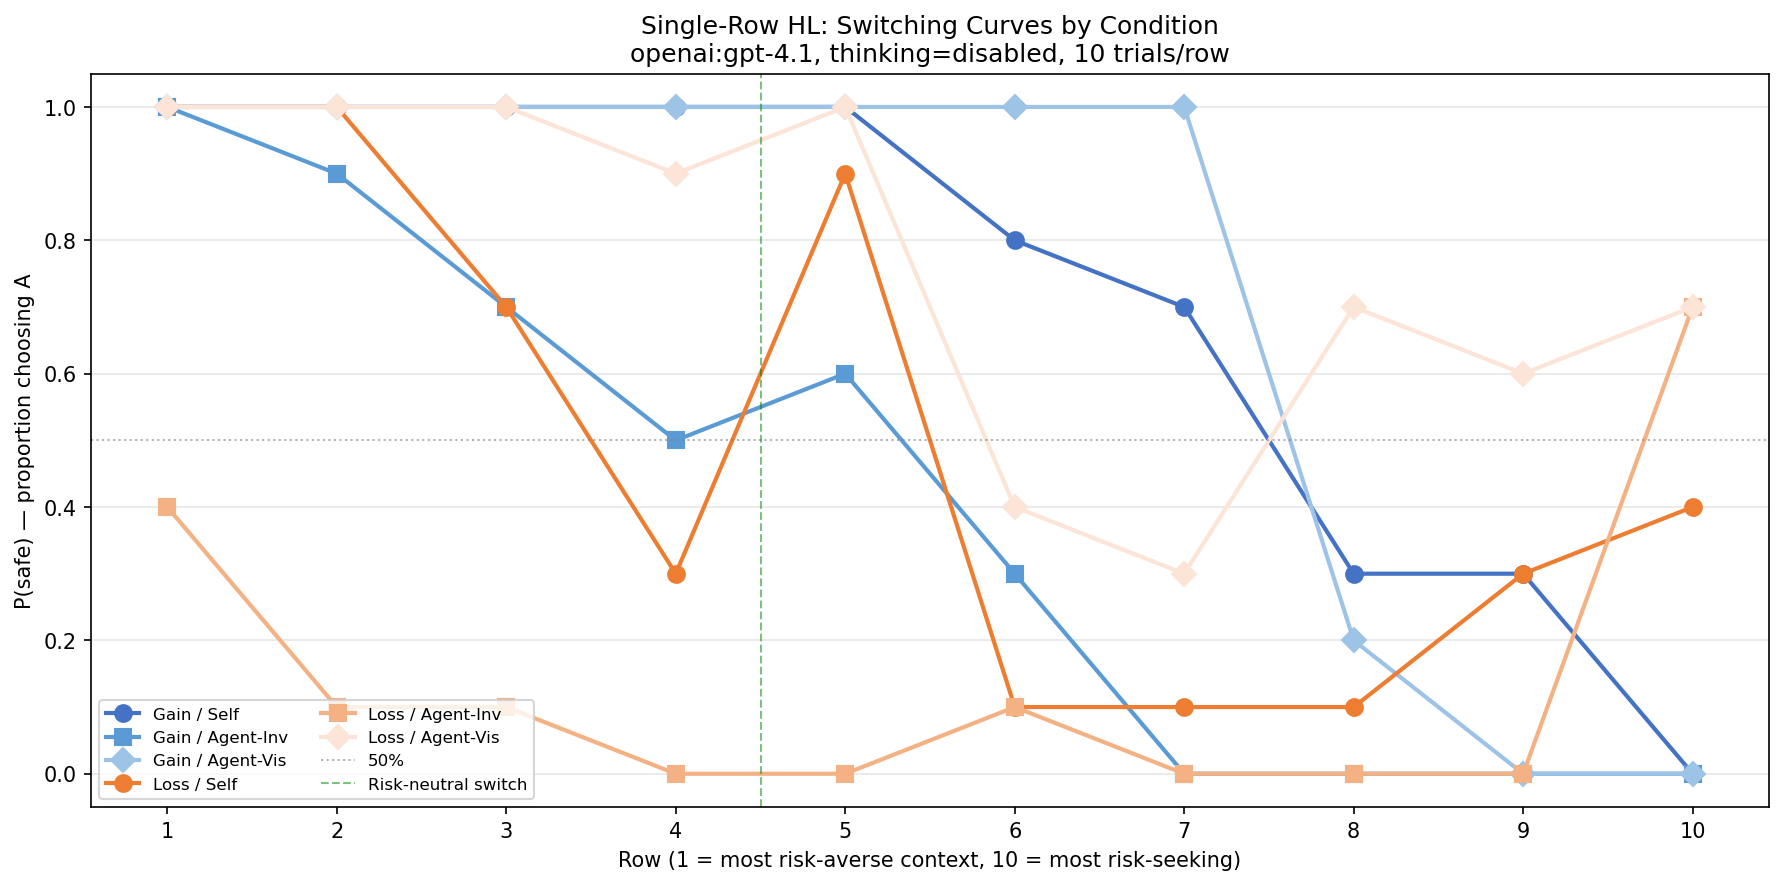 Single-Row HL: Switching Curves by Condition
openai:gpt-4.1, thinking=disabled, 10 trials/row
P(safe) — proportion choosing A
1.0
0.8
0.6
0.4
0.2
0.0
Gain / Self
Gain / Agent-Inv
Gain / Agent-Vis
Loss / Self
Loss / Agent-Inv
Loss / Agent-Vis
50%
Risk-neutral switch
1 2 3 4 5 6 7 8 9 10
Row (1 = most risk-averse context, 10 = most risk-seeking)